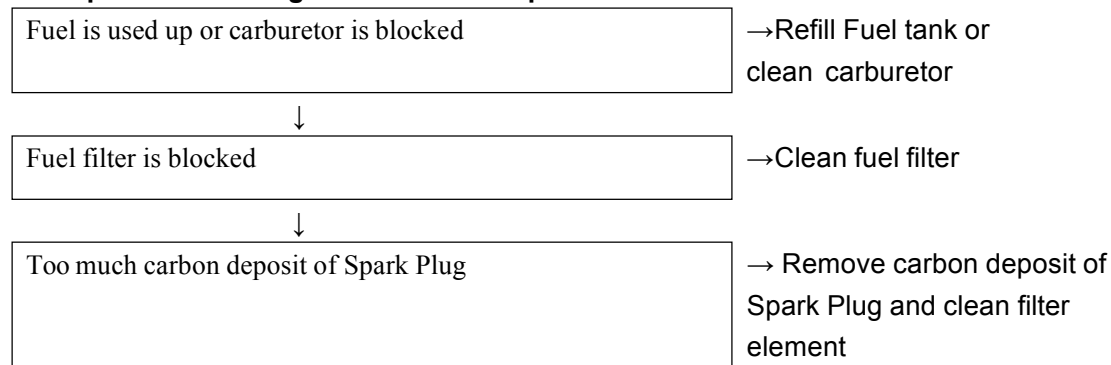 Fuel is used up or carburetor is blocked
→Refill Fuel tank or
clean carburetor
↓
Fuel filter is blocked
→Clean fuel filter
↓
Too much carbon deposit of Spark Plug
→ Remove carbon deposit of
Spark Plug and clean filter
element